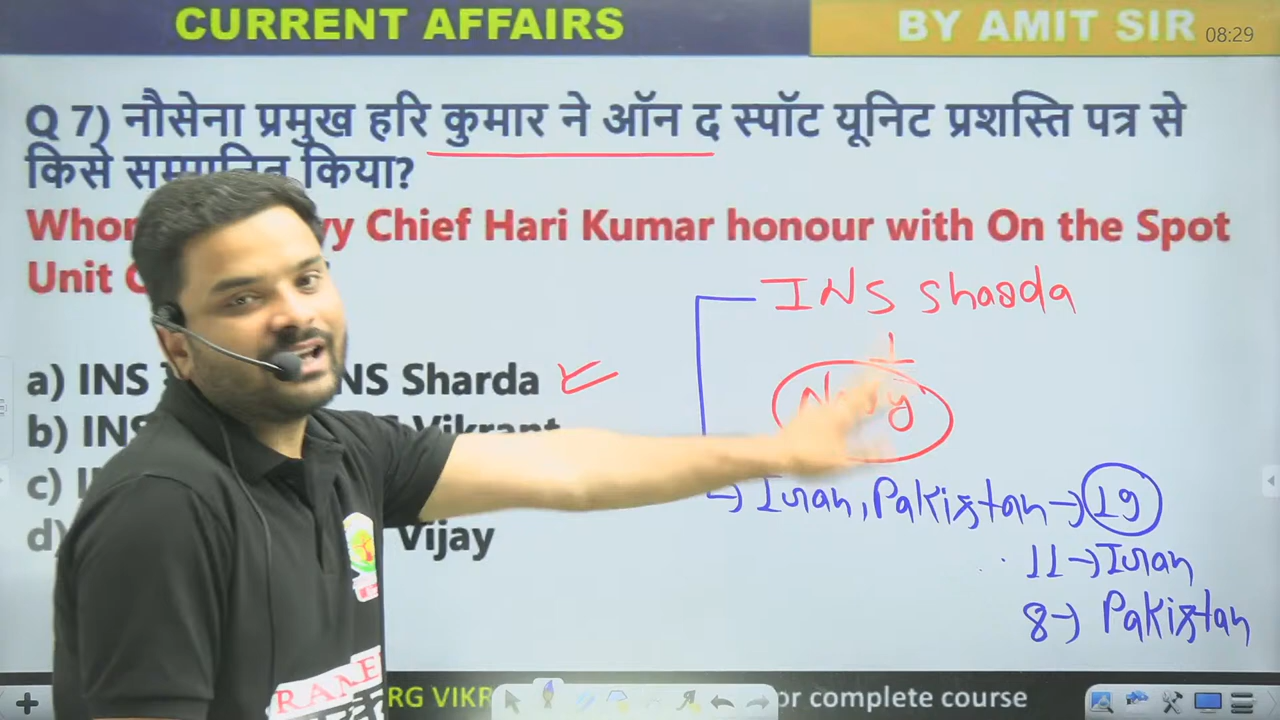 CURRENT AFFAIRS
BY AMIT SIR
08:29
Q 7) नौसेना प्रमुख हरि कुमार ने ऑन द स्पॉट यूनिट प्रशस्ति पत्र से
किसे सम्मानित किया?
Chief Hari Kumar honour with On the Spot
Unit
INS Sharda
a) INS NS Sharda
b) Vikrant
c)
d) Vijay
Iran, Pakistan → 19
11 → Iran
8 → Pakistan
RG VIKR or complete course